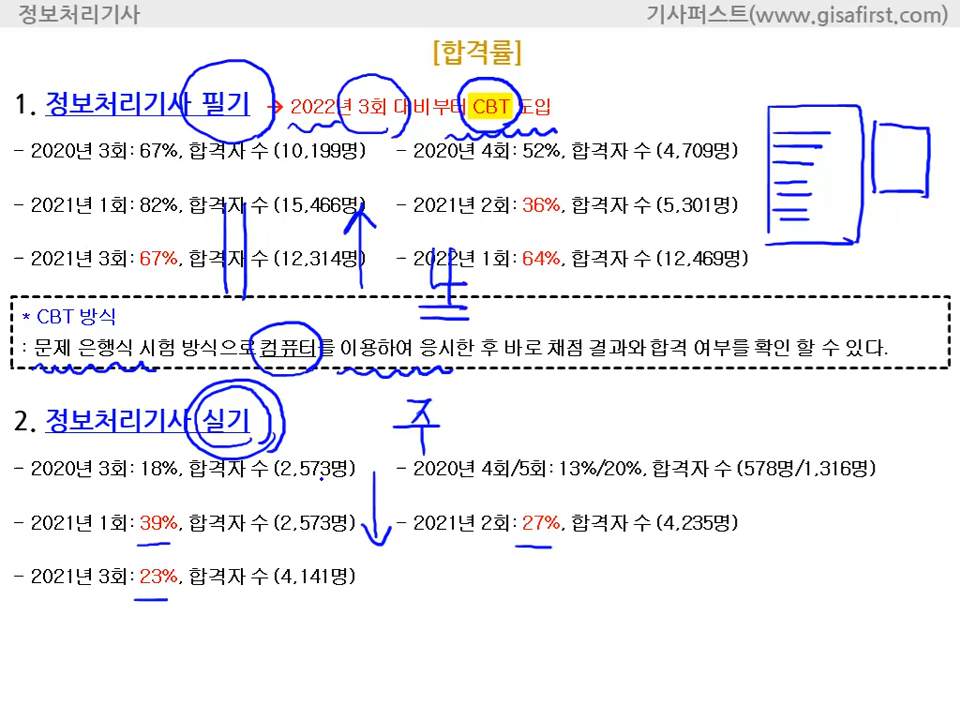 정보처리기사
기사퍼스트(www.gisafirst.com)
[합격률]
1. 정보처리기사 필기 → 2022년 3회 대비부터 CBT 도입
- 2020년 3회: 67%, 합격자 수 (10,199명) - 2020년 4회: 52%, 합격자 수 (4,709명)
- 2021년 1회: 82%, 합격자 수 (15,466명) - 2021년 2회: 36%, 합격자 수 (5,301명)
- 2021년 3회: 67%, 합격자 수 (12,314명) - 2022년 1회: 64%, 합격자 수 (12,469명)
* CBT 방식
: 문제 은행식 시험 방식으로 컴퓨터를 이용하여 응시한 후 바로 채점 결과와 합격 여부를 확인 할 수 있다.
2. 정보처리기사 실기
주
- 2020년 3회: 18%, 합격자 수 (2,573명) - 2020년 4회/5회: 13%/20%, 합격자 수 (578명/1,316명)
- 2021년 1회: 39%, 합격자 수 (2,573명) - 2021년 2회: 27%, 합격자 수 (4,235명)
- 2021년 3회: 23%, 합격자 수 (4,141명)